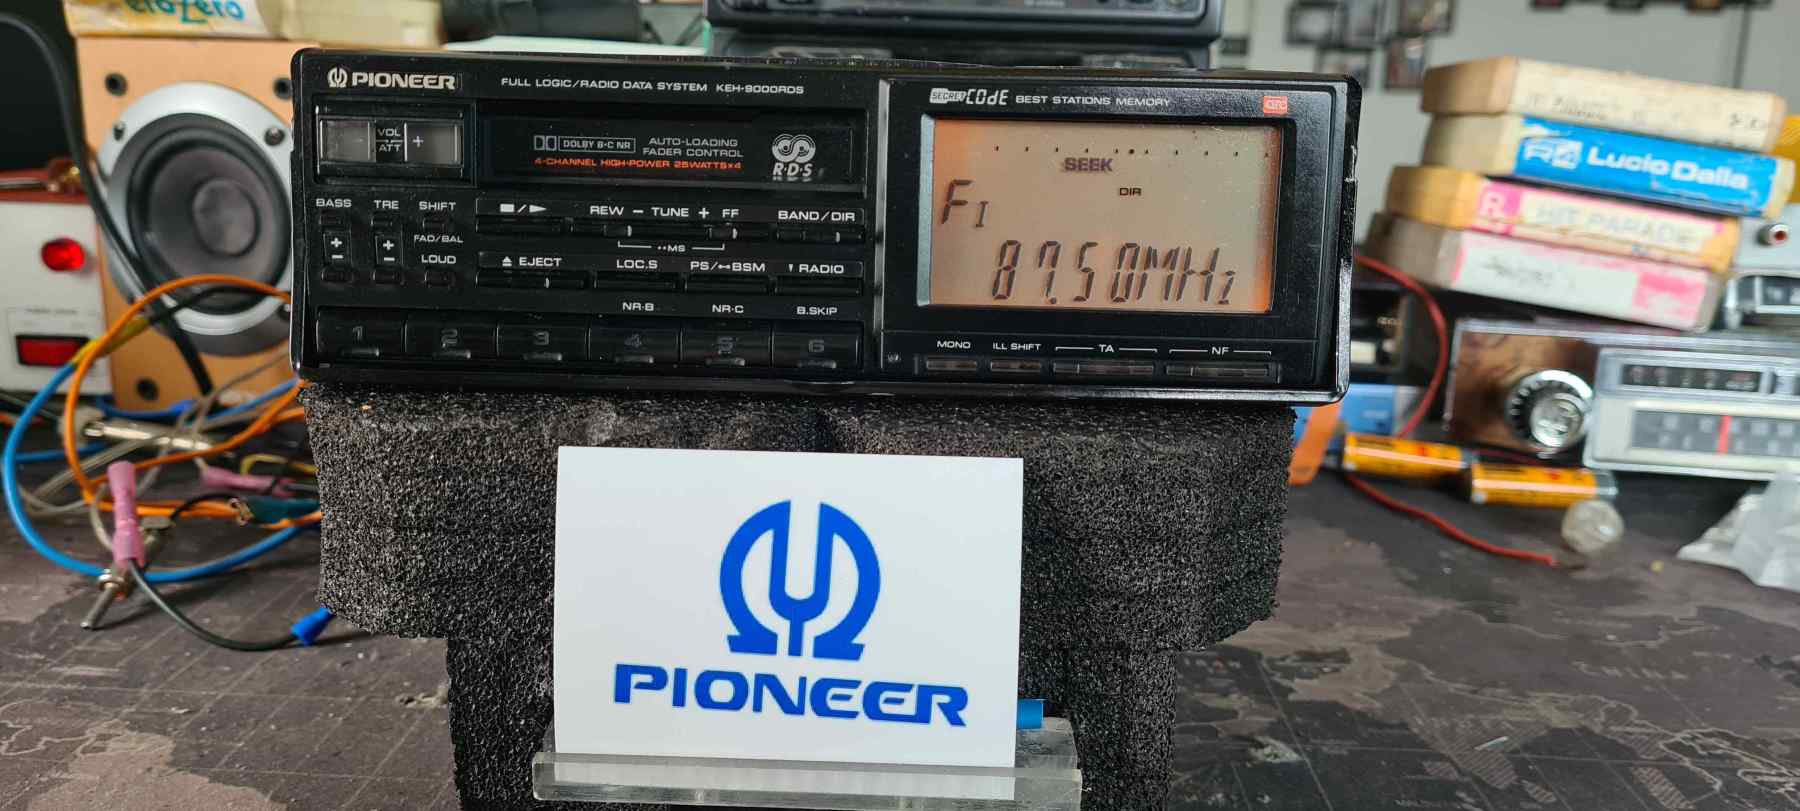 eroZero
PIONEER
FULL LOGIC/RADIO DATA SYSTEM KEH-9000RDS
SECRET COdE BEST STATIONS MEMORY
VOL
ATT
- +
DOLBY B·C NR
AUTO-LOADING
FADER CONTROL
4-CHANNEL HIGH-POWER 25WATTS×4
R·D·S
SEEK
DIR
F1
87.50MHz
BASS TRE SHIFT
■/▶ REW − TUNE + FF BAND/DIR
+ +
- -
FAD/BAL
LOUD
··MS
▲ EJECT LOC.S PS/↔BSM RADIO
NR·B NR·C B.SKIP
1 2 3 4 5 6
MONO ILL SHIFT TA NF
Lucio Dalla
HIT PARADE
PIONEER